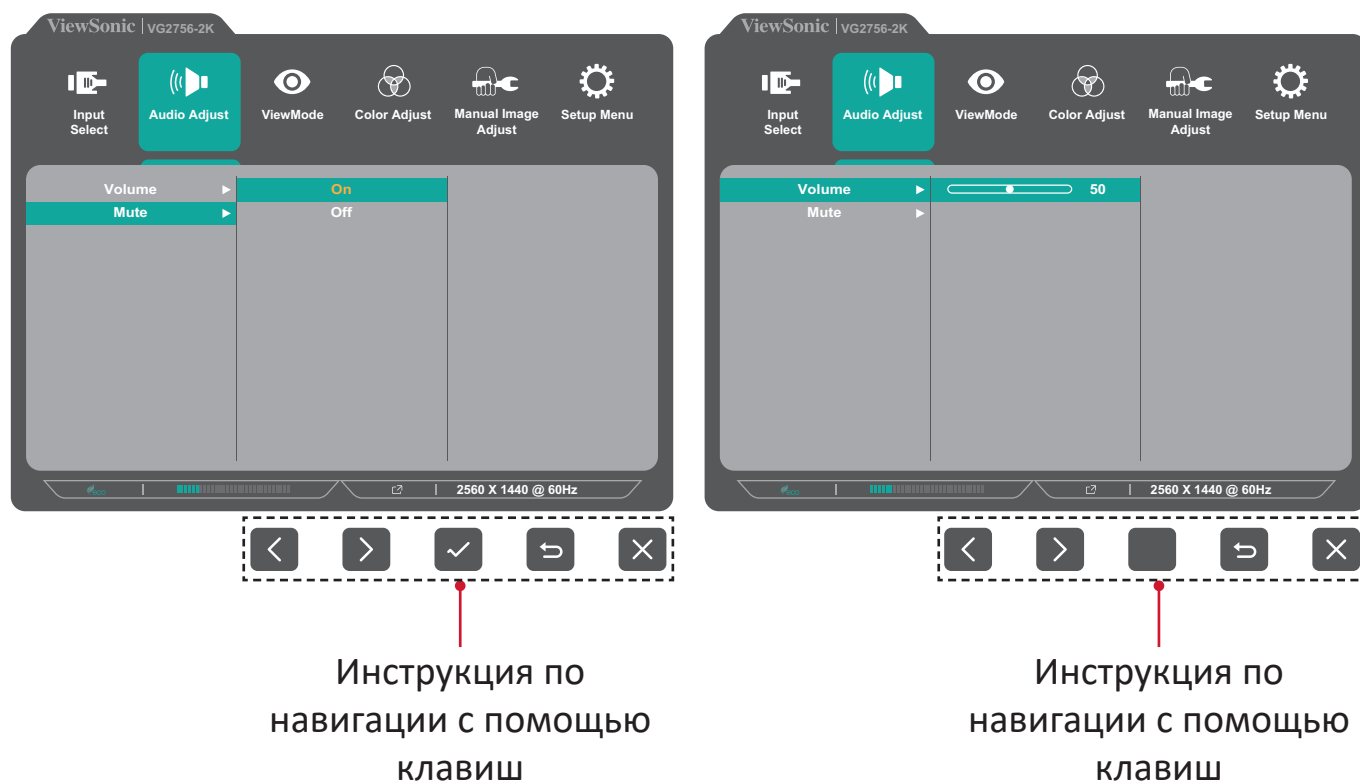 ViewSonic VG2756-2K
Input Select
Audio Adjust
ViewMode
Color Adjust
Manual Image Adjust
Setup Menu
Volume
On
Mute
Off
eco
2560 X 1440 @ 60Hz
Инструкция по
навигации с помощью
клавиш
ViewSonic VG2756-2K
Input Select
Audio Adjust
ViewMode
Color Adjust
Manual Image Adjust
Setup Menu
Volume
50
Mute
eco
2560 X 1440 @ 60Hz
Инструкция по
навигации с помощью
клавиш